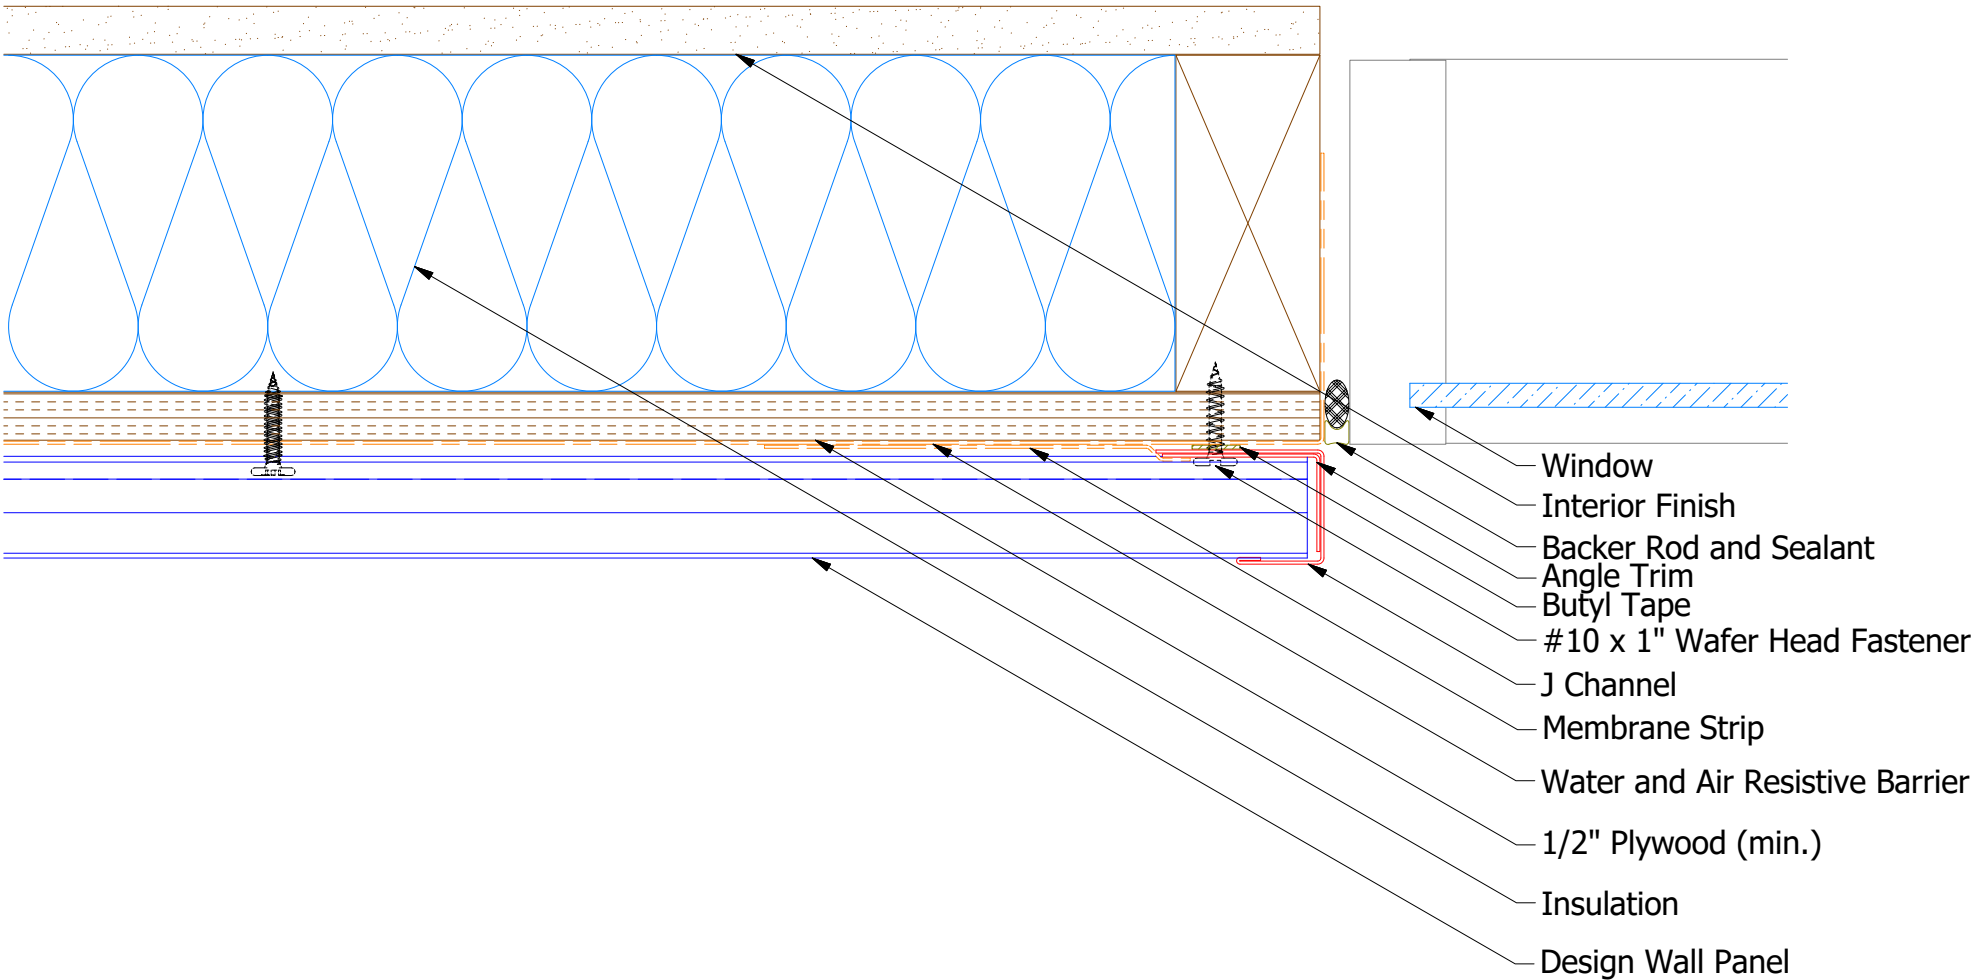 Window
Interior Finish
Backer Rod and Sealant
Angle Trim
Butyl Tape
#10 x 1" Wafer Head Fastener
J Channel
Membrane Strip
Water and Air Resistive Barrier
1/2" Plywood (min.)
Insulation
Design Wall Panel